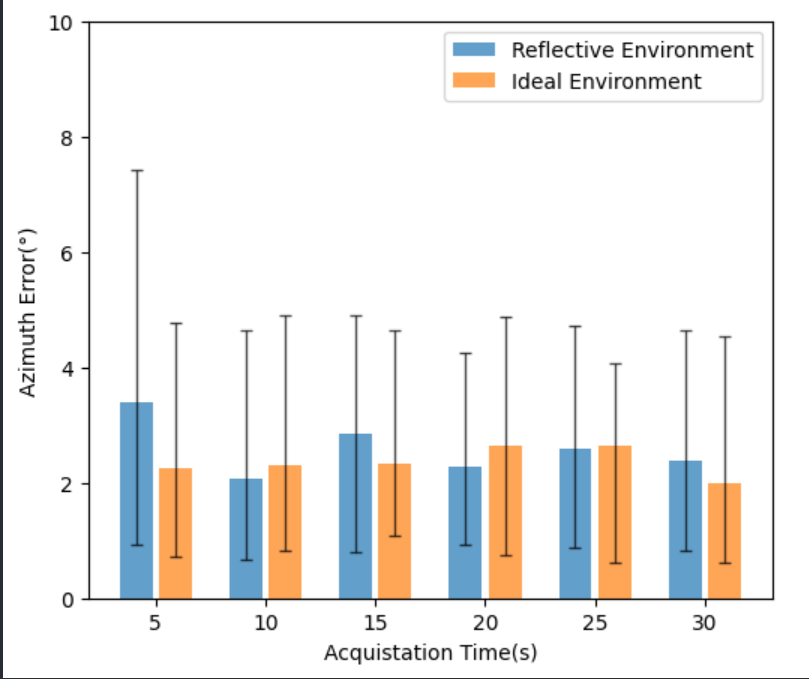 10
8
6
4
2
0
Azimuth Error(°)
Reflective Environment
Ideal Environment
5 10 15 20 25 30
Acquistation Time(s)